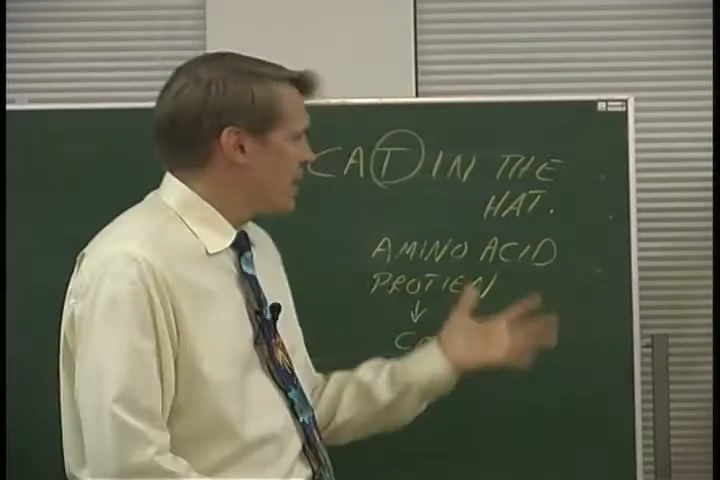 CAT IN THE
HAT.
AMINO ACID
PROTIEN
↓